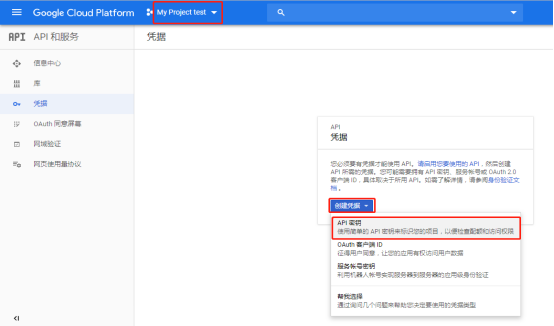 Google Cloud Platform
My Project test
API API 和服务
凭据
信息中心
库
凭据
OAuth 同意屏幕
网域验证
网页使用量协议
API
凭据
您必须要有凭据才能使用 API。请启用您要使用的 API，然后创建
API 所需的凭据。您可能需要拥有 API 密钥、服务帐号或 OAuth 2.0
客户端 ID，具体取决于所用 API。如需了解详情，请参阅身份验证文
档 。
创建凭据
API 密钥
使用简单的 API 密钥来标识您的项目，以便检查配额和访问权限
OAuth 客户端 ID
征得用户同意，让您的应用有权访问用户数据
服务帐号密钥
利用机器人帐号实现服务器到服务器的应用级身份验证
帮我选择
通过询问几个问题来帮助您决定要使用的凭据类型